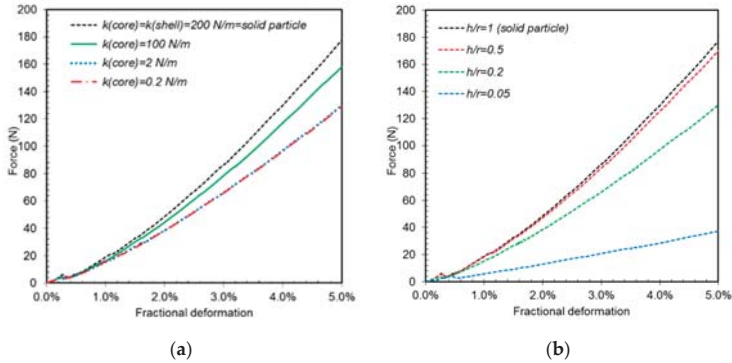 k(core)=k(shell)=200 N/m=solid particle
k(core)=100 N/m
k(core)=2 N/m
k(core)=0.2 N/m
200
180
160
140
120
100
80
60
40
20
0
Force (N)
0.0%
1.0%
2.0%
3.0%
4.0%
5.0%
Fractional deformation
(a)
h/r=1 (solid particle)
h/r=0.5
h/r=0.2
h/r=0.05
200
180
160
140
120
100
80
60
40
20
0
Force (N)
0.0%
1.0%
2.0%
3.0%
4.0%
5.0%
Fractional deformation
(b)